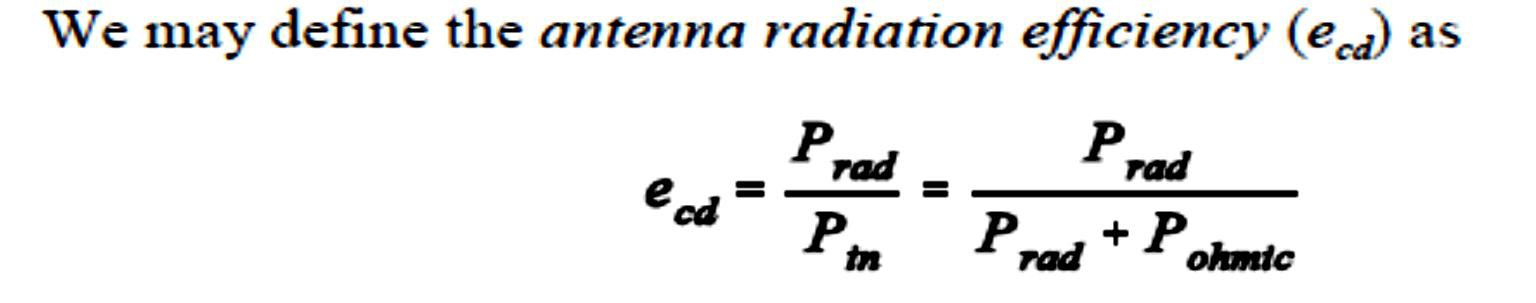 We may define the antenna radiation efficiency (e_cd) as
e_cd = P_rad / P_in = P_rad / (P_rad + P_ohmic)